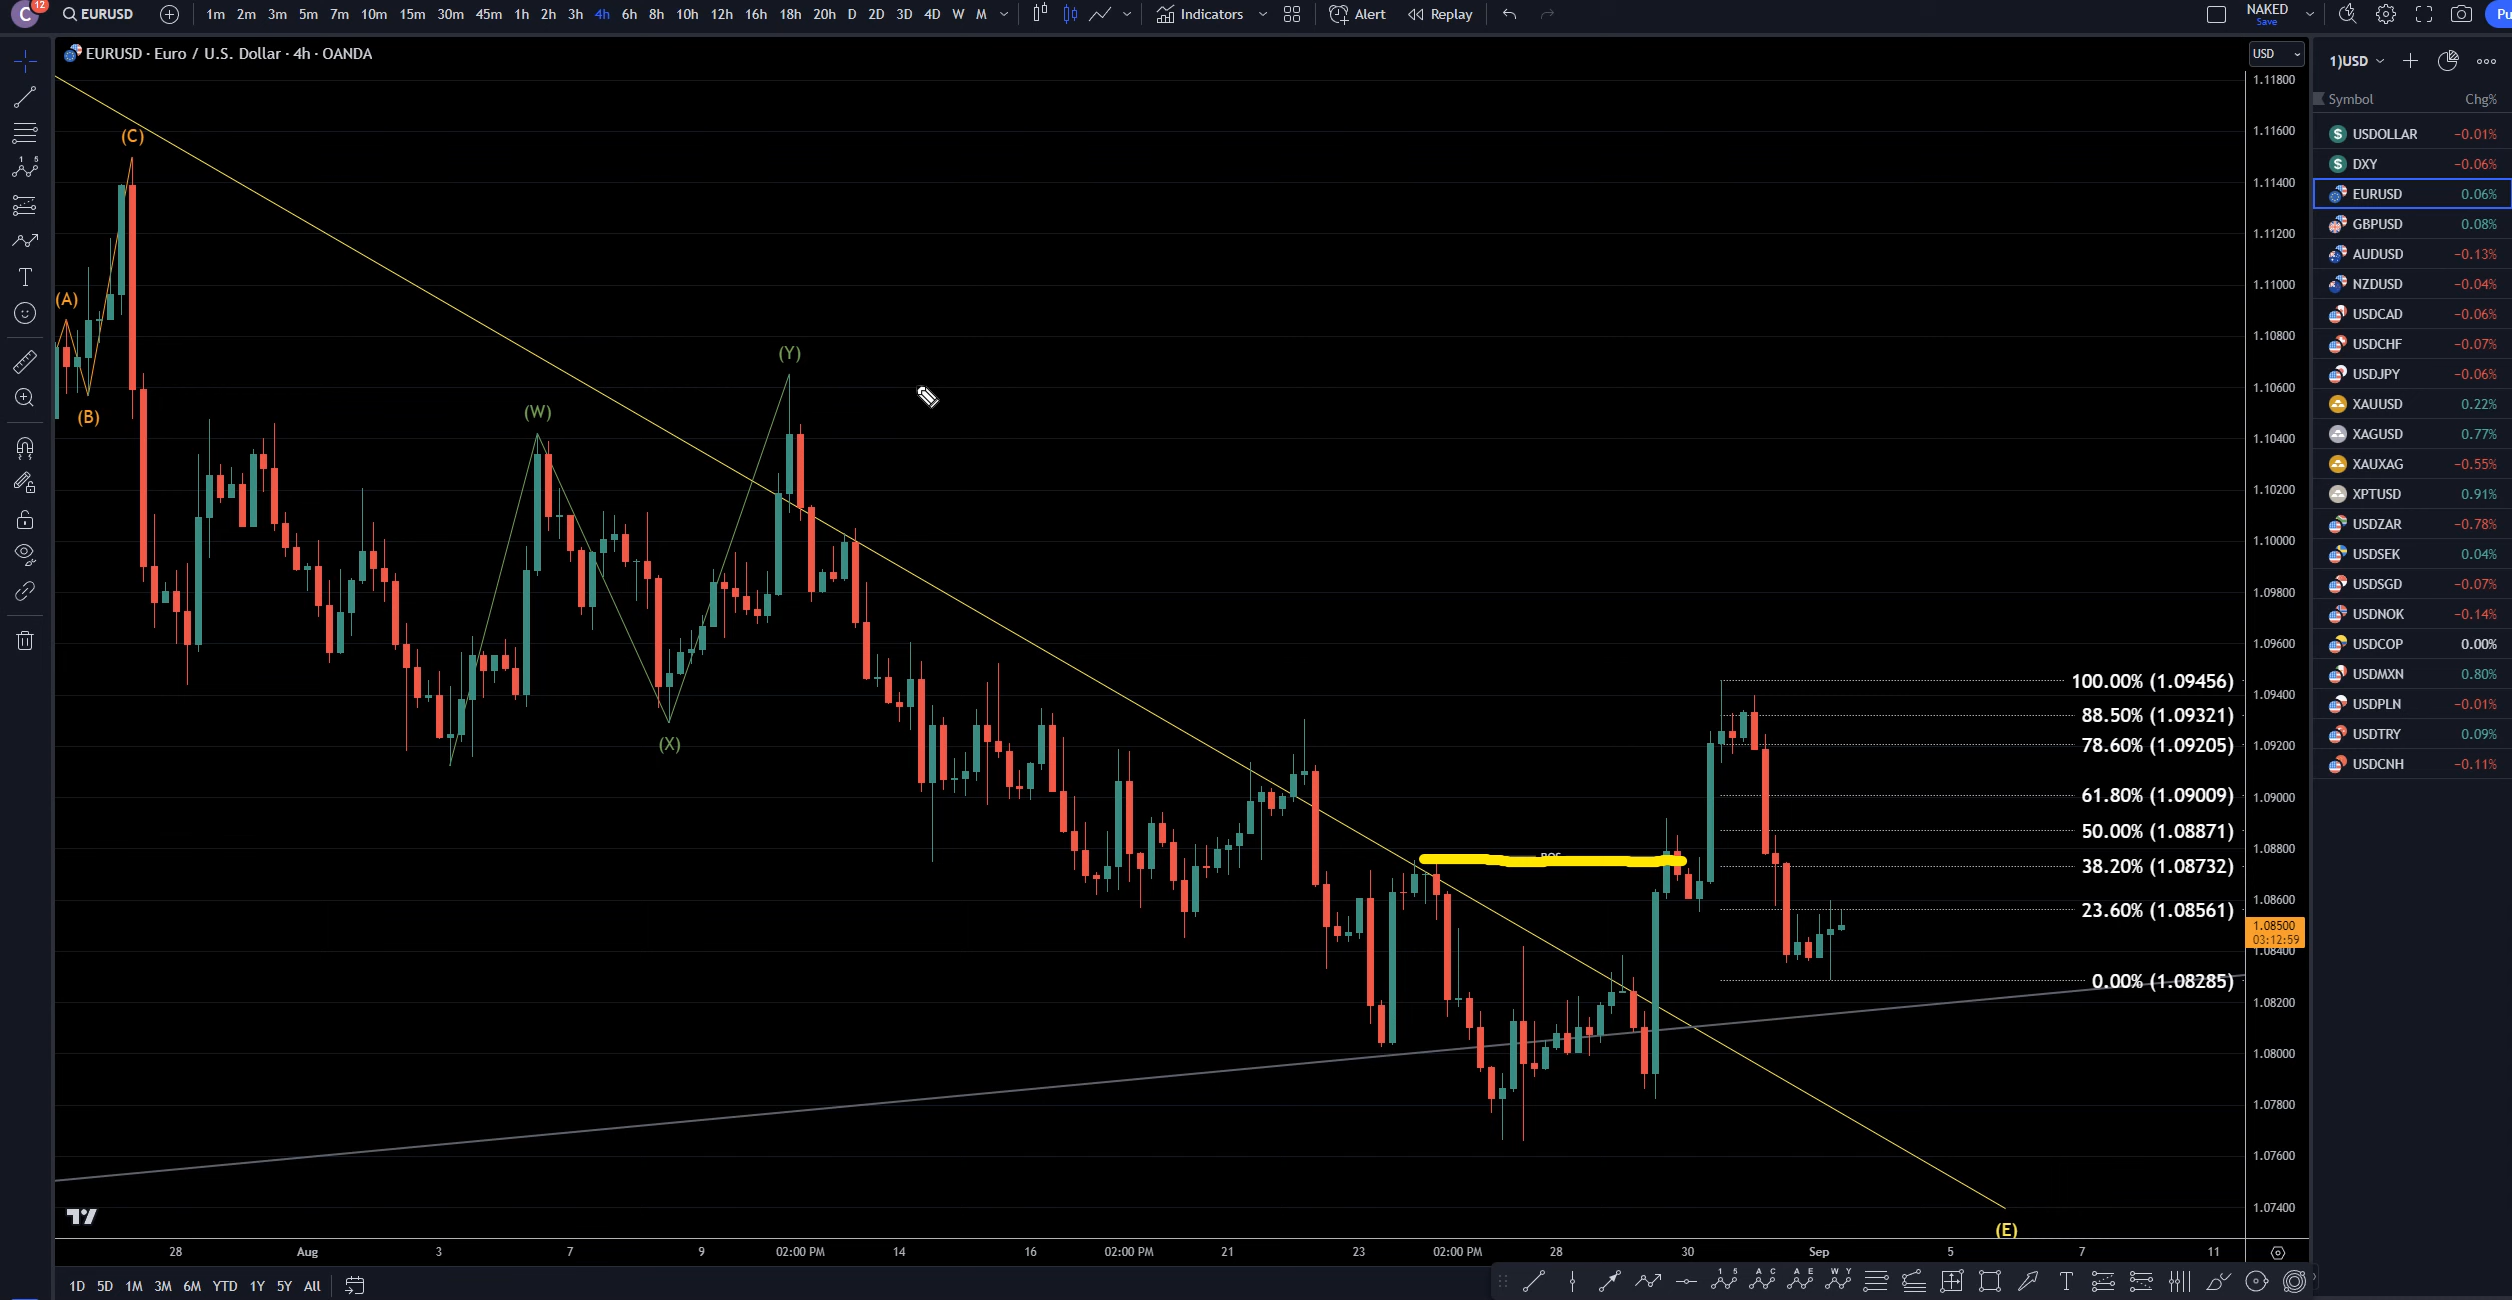 C 12 EURUSD 1m 2m 3m 5m 7m 10m 15m 30m 45m 1h 2h 3h 4h 6h 8h 10h 12h 16h 18h 20h D 2D 3D 4D W M Indicators Alert Replay NAKED Save Pu
EURUSD · Euro / U.S. Dollar · 4h · OANDA
USD
1)USD
Symbol Chg%
USDOLLAR −0.01%
DXY −0.06%
EURUSD 0.06%
GBPUSD 0.08%
AUDUSD −0.13%
NZDUSD −0.04%
USDCAD −0.06%
USDCHF −0.07%
USDJPY −0.06%
XAUUSD 0.22%
XAGUSD 0.77%
XAUXAG −0.55%
XPTUSD 0.91%
USDZAR −0.78%
USDSEK 0.04%
USDSGD −0.07%
USDNOK −0.14%
USDCOP 0.00%
USDMXN 0.80%
USDPLN −0.01%
USDTRY 0.09%
USDCNH −0.11%
1.11800
1.11600
1.11400
1.11200
1.11000
1.10800
1.10600
1.10400
1.10200
1.10000
1.09800
1.09600
1.09400
1.09200
1.09000
1.08800
1.08600
1.08500
03:12:59
1.08400
1.08200
1.08000
1.07800
1.07600
1.07400
(C)
(A)
(B)
(W)
(Y)
(X)
100.00% (1.09456)
88.50% (1.09321)
78.60% (1.09205)
61.80% (1.09009)
50.00% (1.08871)
38.20% (1.08732)
23.60% (1.08561)
0.00% (1.08285)
(E)
28 Aug 3 7 9 02:00 PM 14 16 02:00 PM 21 23 02:00 PM 28 30 Sep 5 7 11
1D 5D 1M 3M 6M YTD 1Y 5Y All